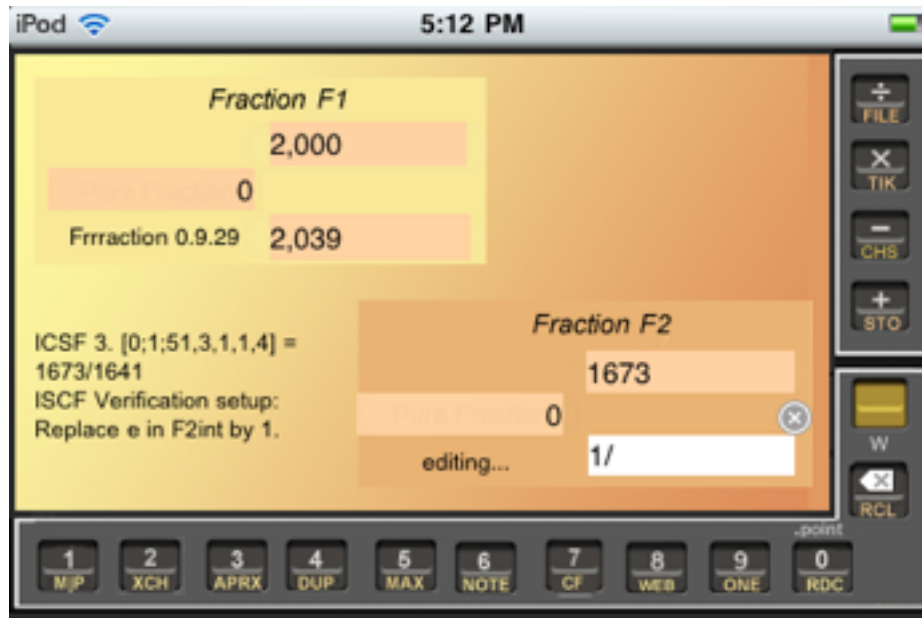 iPod 5:12 PM
Fraction F1
2,000
Pure Fraction 0
Frrraction 0.9.29 2,039
ICSF 3. [0;1;51,3,1,1,4] =
1673/1641
ISCF Verification setup:
Replace e in F2int by 1.
Fraction F2
1673
Pure Fraction 0
editing... 1/
÷
FILE
×
TIK
−
CHS
+
STO
W
RCL
.point
1 2 3 4 5 6 7 8 9 0
M|P XCH APRX DUP MAX NOTE CF WEB ONE RDC